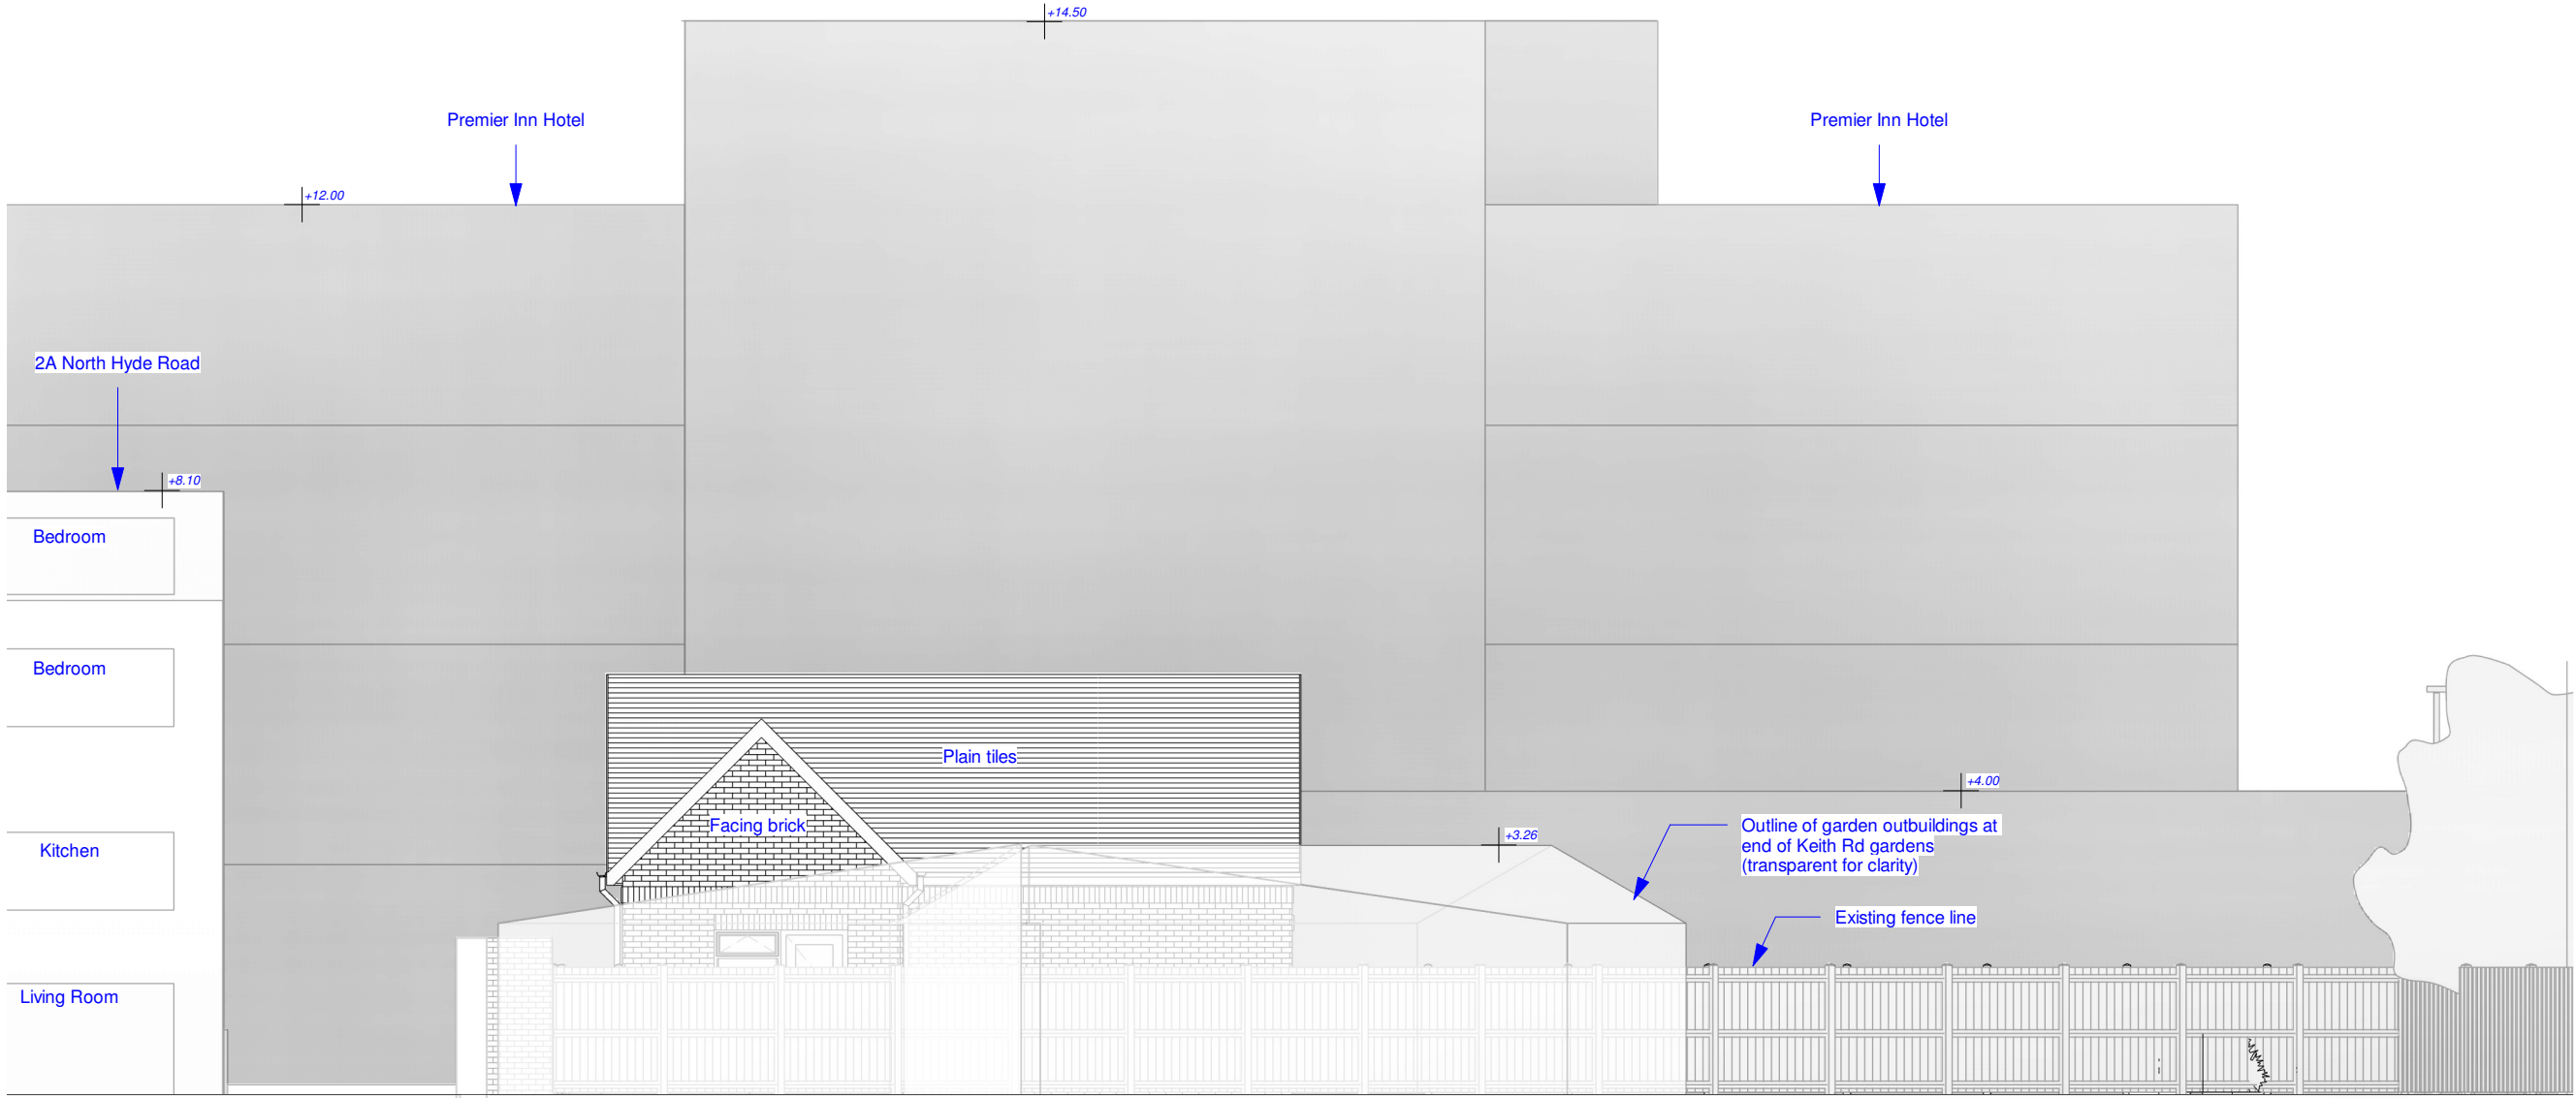 +14.50
Premier Inn Hotel
Premier Inn Hotel
+12.00
2A North Hyde Road
+8.10
Bedroom
Bedroom
Plain tiles
+4.00
Facing brick
+3.26
Outline of garden outbuildings at
end of Keith Rd gardens
(transparent for clarity)
Kitchen
Existing fence line
Living Room